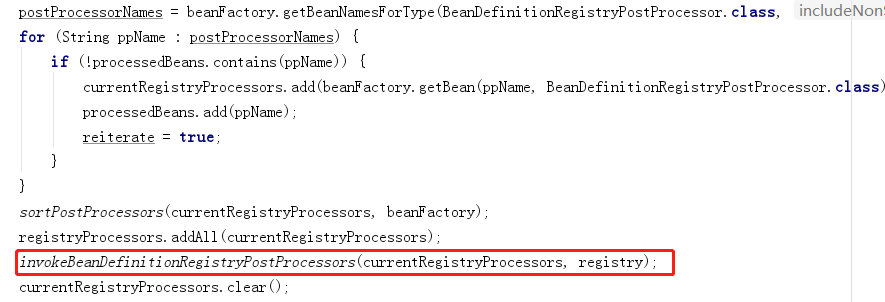 postProcessorNames = beanFactory.getBeanNamesForType(BeanDefinitionRegistryPostProcessor.class, includeNonS
for (String ppName : postProcessorNames) {
if (!processedBeans.contains(ppName)) {
currentRegistryProcessors.add(beanFactory.getBean(ppName, BeanDefinitionRegistryPostProcessor.class)
processedBeans.add(ppName);
reiterate = true;
}
}
sortPostProcessors(currentRegistryProcessors, beanFactory);
registryProcessors.addAll(currentRegistryProcessors);
invokeBeanDefinitionRegistryPostProcessors(currentRegistryProcessors, registry);
currentRegistryProcessors.clear();